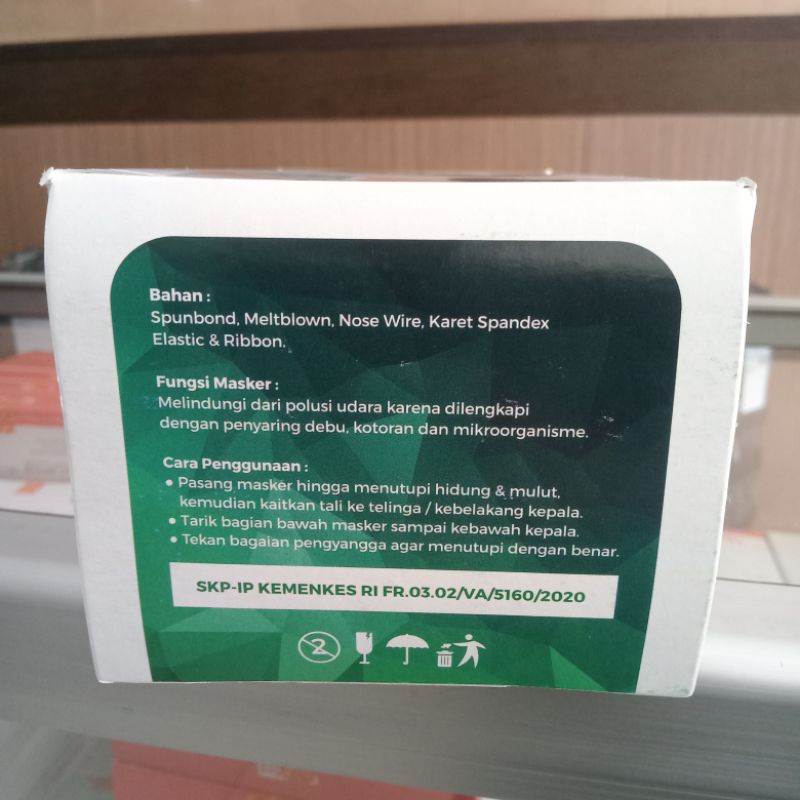 Bahan :
Spunbond, Meltblown, Nose Wire, Karet Spandex
Elastic & Ribbon.
Fungsi Masker :
Melindungi dari polusi udara karena dilengkapi
dengan penyaring debu, kotoran dan mikroorganisme.
Cara Penggunaan :
● Pasang masker hingga menutupi hidung & mulut,
kemudian kaitkan tali ke telinga / kebelakang kepala.
● Tarik bagian bawah masker sampai kebawah kepala.
● Tekan bagaian pengyangga agar menutupi dengan benar.
SKP-IP KEMENKES RI FR.03.02/VA/5160/2020
2